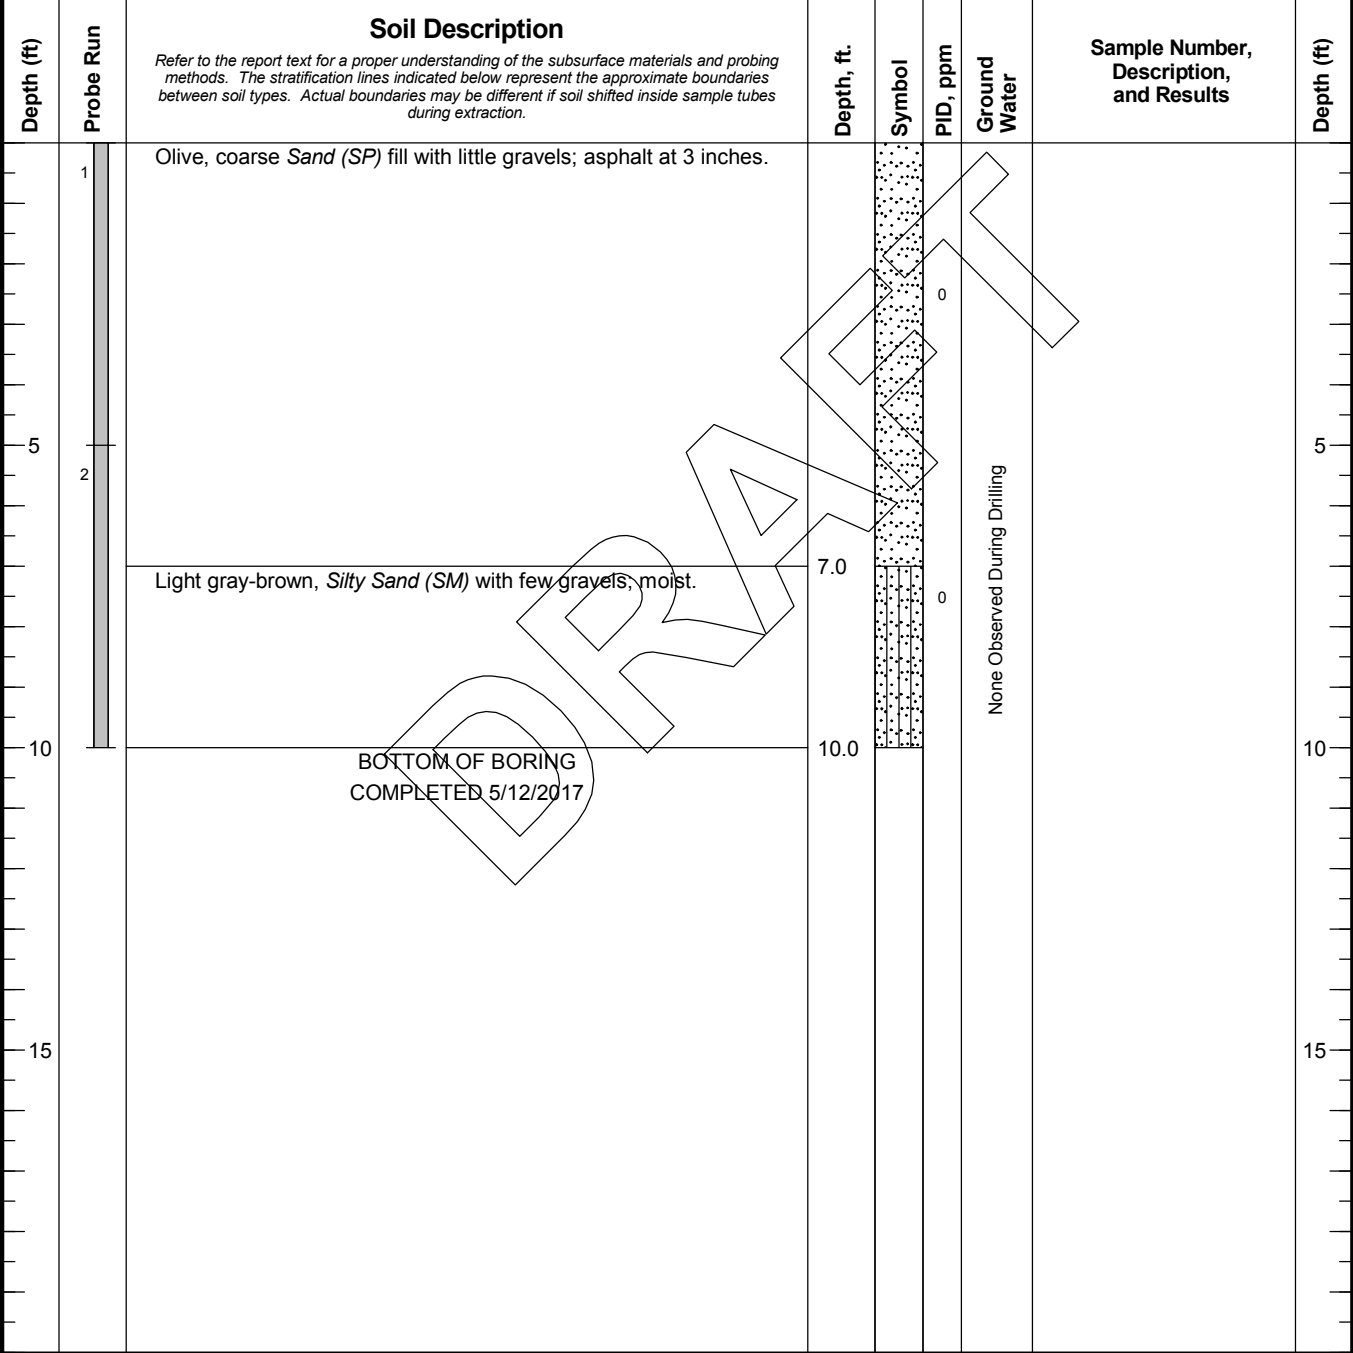 Depth (ft)
Probe Run
Soil Description
Refer to the report text for a proper understanding of the subsurface materials and probing
methods. The stratification lines indicated below represent the approximate boundaries
between soil types. Actual boundaries may be different if soil shifted inside sample tubes
during extraction.
Depth, ft.
Symbol
PID, ppm
Ground
Water
Sample Number,
Description,
and Results
Depth (ft)
1
Olive, coarse Sand (SP) fill with little gravels; asphalt at 3 inches.
0
5
5
2
None Observed During Drilling
7.0
Light gray-brown, Silty Sand (SM) with few gravels; moist.
0
10
10.0
10
BOTTOM OF BORING
COMPLETED 5/12/2017
15
15
DRAFT